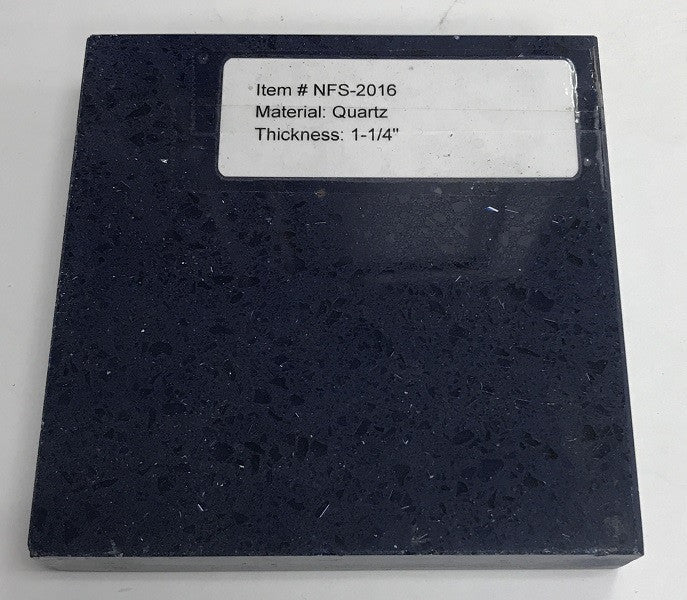 Item # NFS-2016
Material: Quartz
Thickness: 1-1/4"